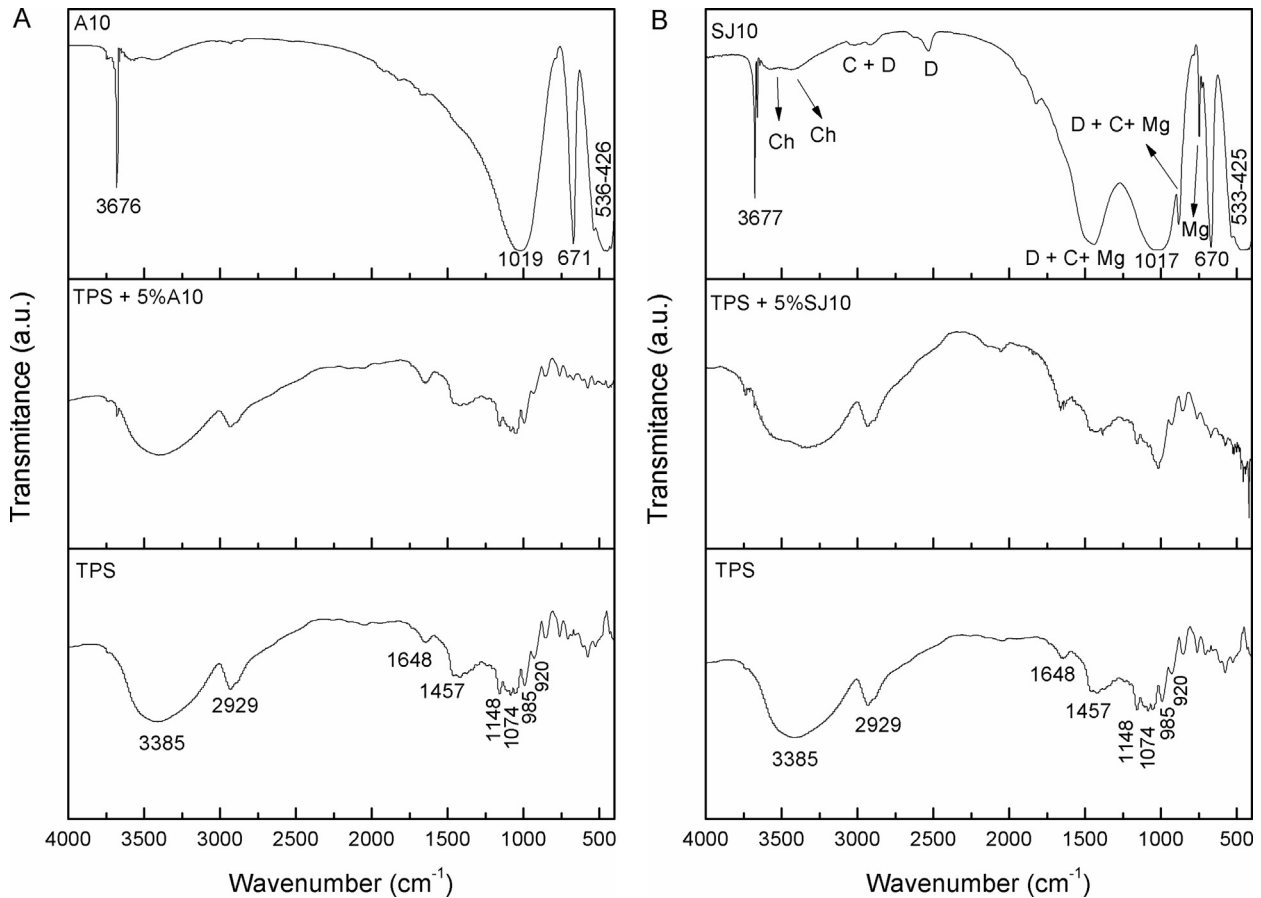 A
A10
3676
1019
671
536-426
TPS + 5%A10
TPS
3385
2929
1648
1457
1148
1074
985
920
Transmitance (a.u.)
Transmitance (a.u.)
4000 3500 3000 2500 2000 1500 1000 500
Wavenumber (cm-1)
B
SJ10
C + D
D
Ch
Ch
3677
D + C+ Mg
D + C+ Mg
1017
Mg
670
533-425
TPS + 5%SJ10
TPS
3385
2929
1648
1457
1148
1074
985
920
Transmitance (a.u.)
Transmitance (a.u.)
4000 3500 3000 2500 2000 1500 1000 500
Wavenumber (cm-1)